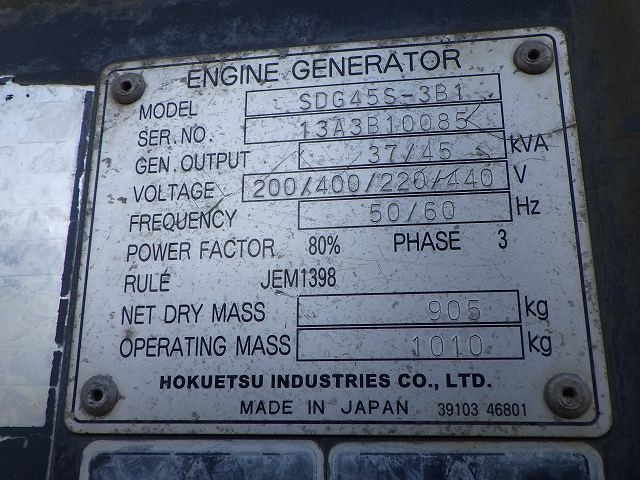 ENGINE GENERATOR
MODEL SDG45S-3B1
SER.NO 13A3B10085
GEN.OUTPUT 37/45 kVA
VOLTAGE 200/400/220/440 V
FREQUENCY 50/60 Hz
POWER FACTOR 80% PHASE 3
RULE JEM1398
NET DRY MASS 905 kg
OPERATING MASS 1010 kg
HOKUETSU INDUSTRIES CO., LTD.
MADE IN JAPAN 39103 46801